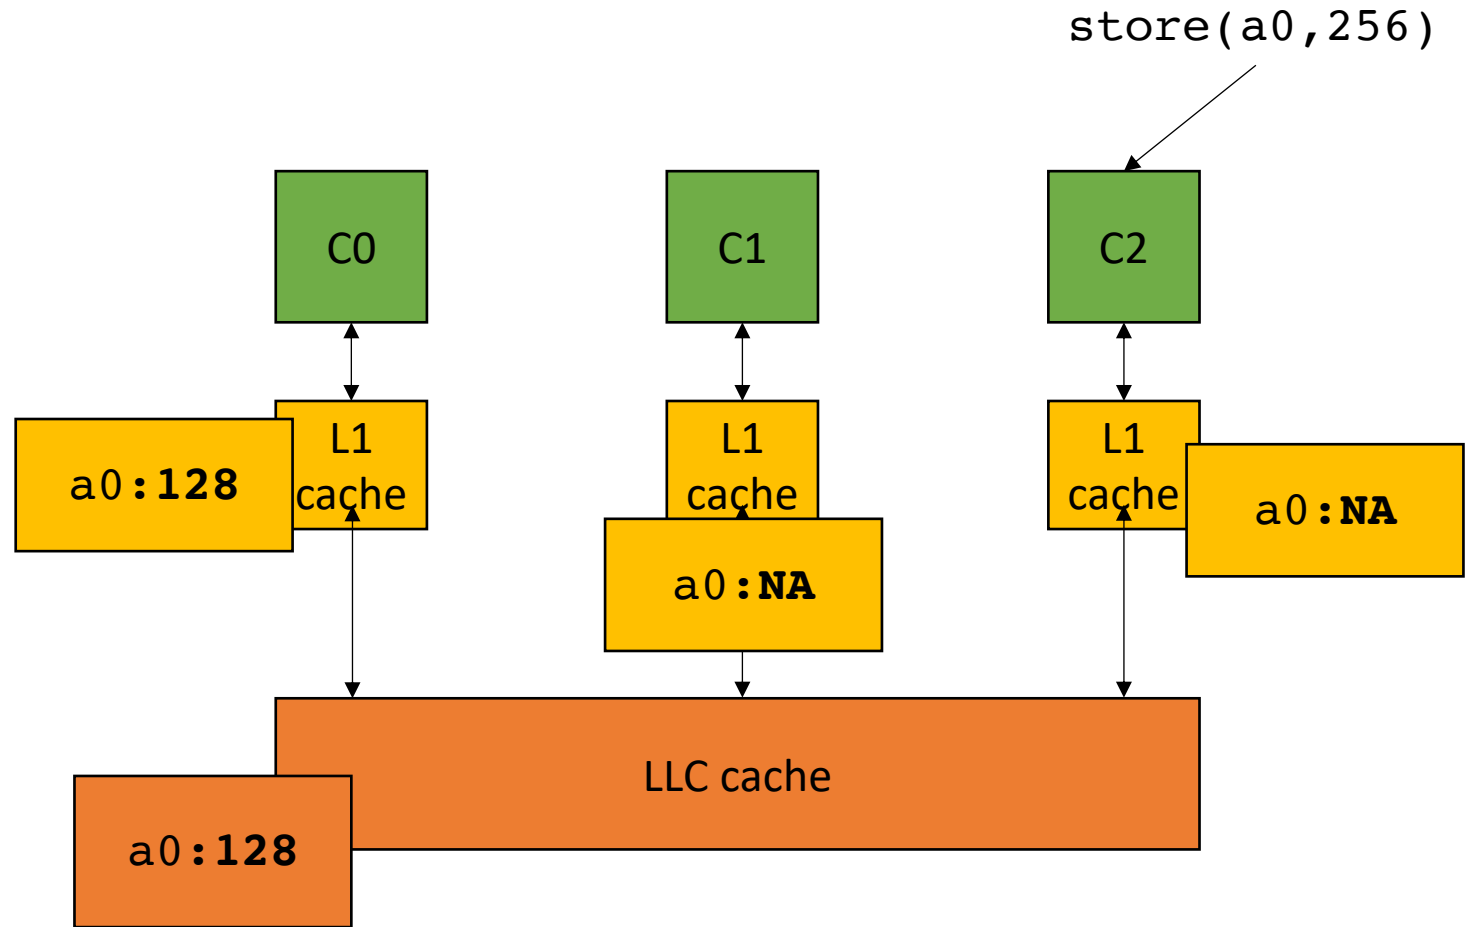 store(a0,256)
C0
C1
C2
L1
cache
L1
cache
L1
cache
a0:128
a0:NA
a0:NA
LLC cache
a0:128